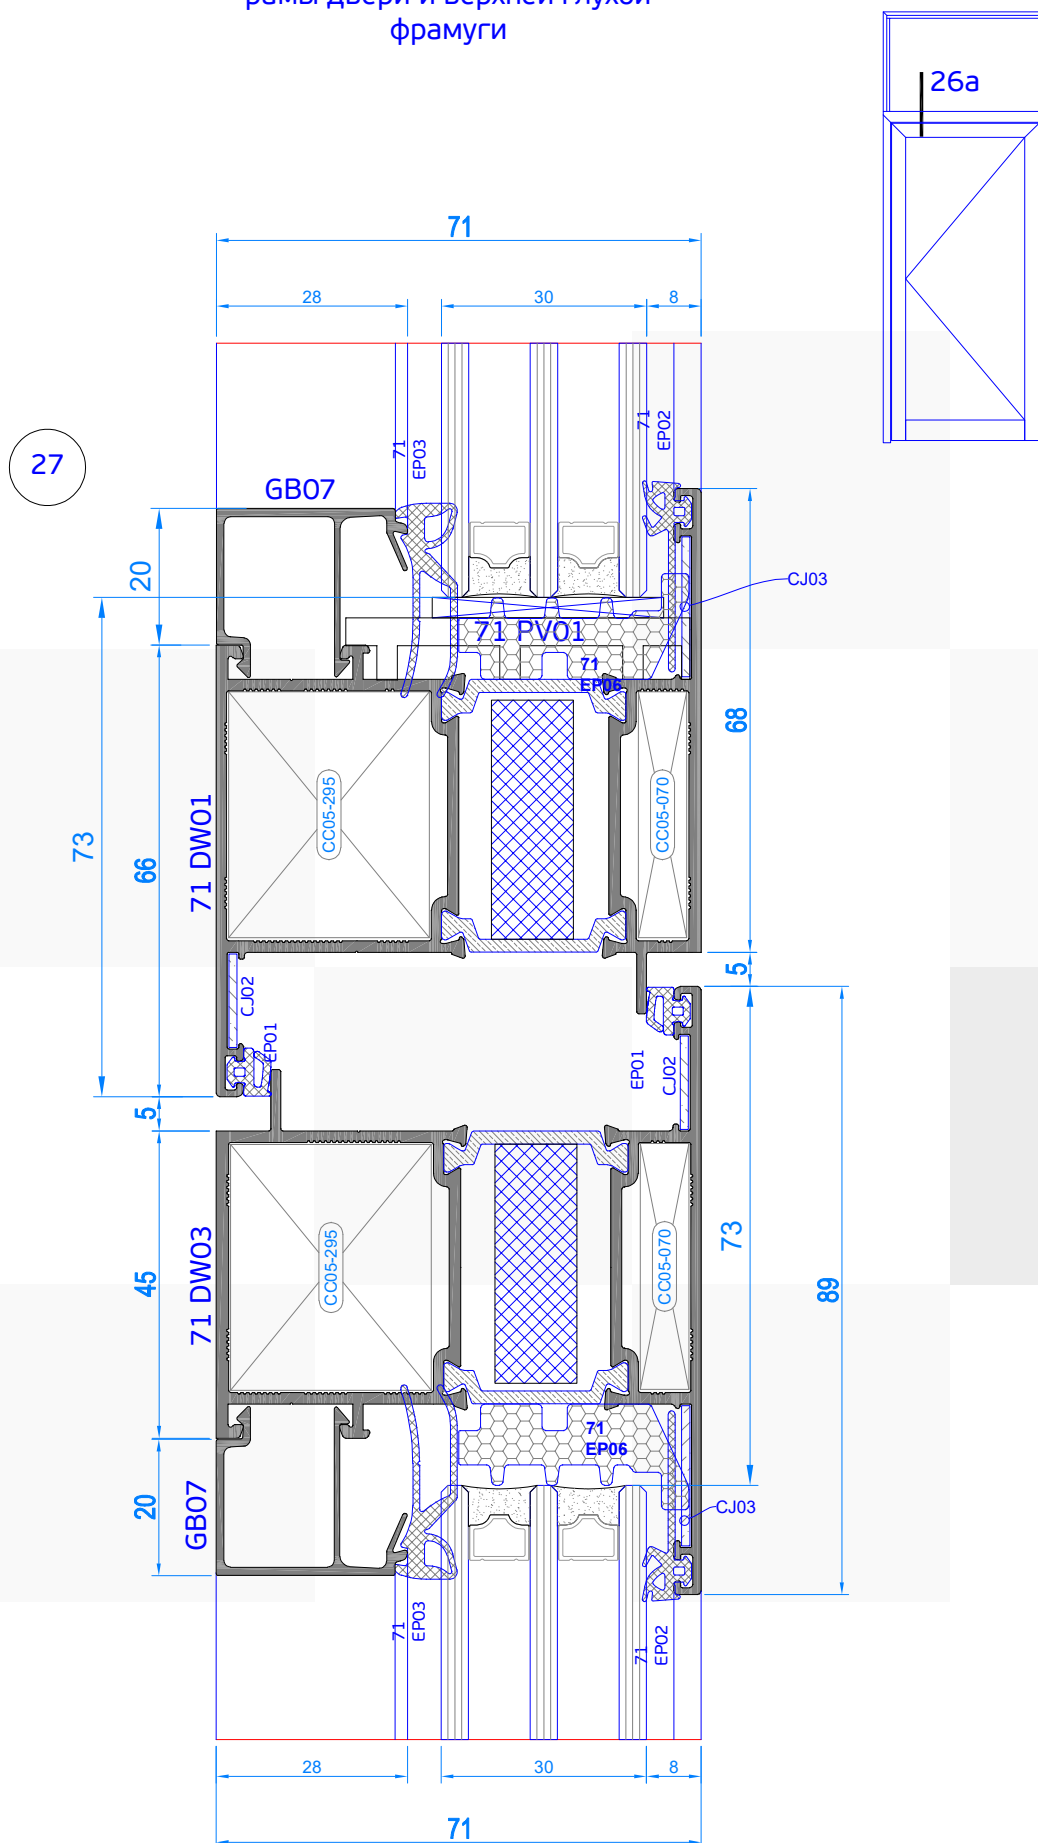 рамы двери и верхней глухой
фрамуги
26a
71
28
30
8
27
GB07
71
EP03
71
EP02
20
CJ03
71 PV01
71
EP06
68
73
66
71 DW01
CC05-295
CC05-070
5
CJ02
EP01
EP01
CJ02
5
45
71 DW03
CC05-295
CC05-070
73
89
71
EP06
20
GB07
CJ03
71
EP03
71
EP02
28
30
8
71